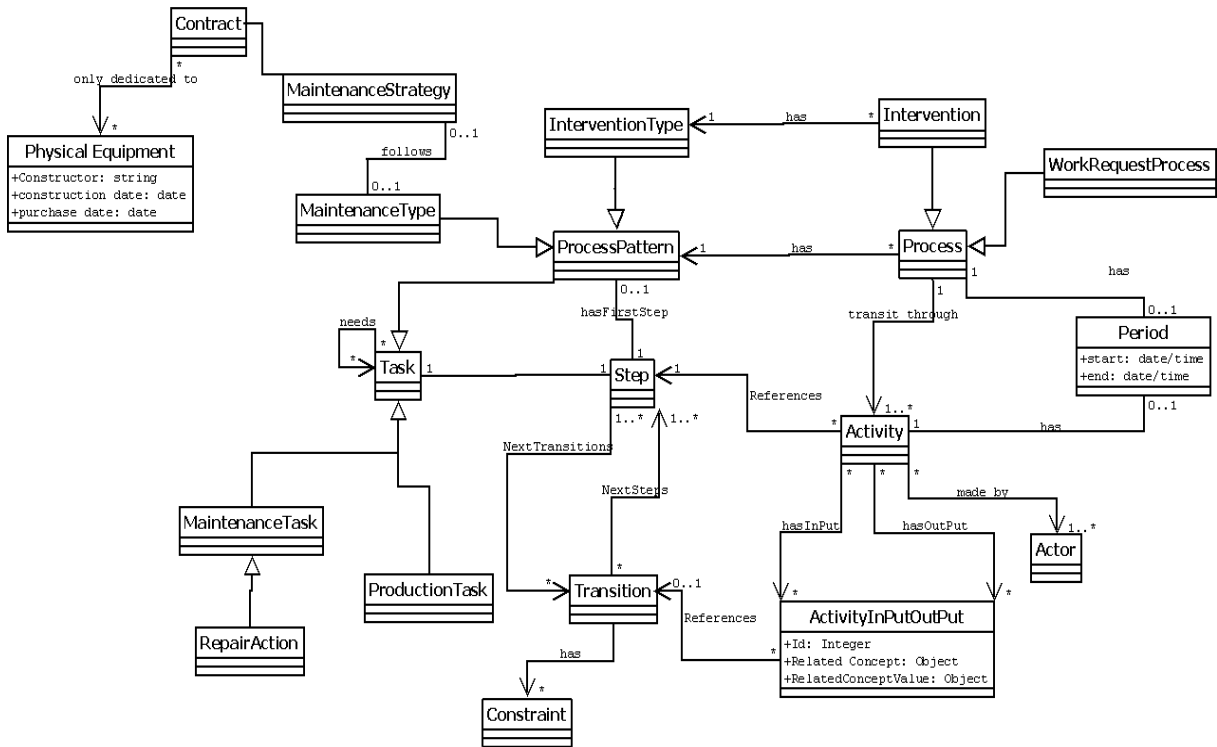 Contract
*
only dedicated to
*
MaintenanceStrategy
0..1
follows
0..1
MaintenanceType
Physical Equipment
+Constructor: string
+construction date: date
+purchase date: date
InterventionType
1
has
*
Intervention
WorkRequestProcess
ProcessPattern
1
has
*
Process
0..1
hasFirstStep
1
1
1
has
0..1
transit through
Period
+start: date/time
+end: date/time
0..1
needs
*
*
Task
1
1
Step
1
References
*
1..*
Activity
1
has
1..*
1..*
NextTransitions
NextSteps
*
*
*
made by
1..*
Actor
hasInPut
hasOutPut
MaintenanceTask
ProductionTask
RepairAction
*
*
Transition
0..1
References
*
*
*
ActivityInPutOutPut
+Id: Integer
+Related Concept: Object
+RelatedConceptValue: Object
has
*
Constraint